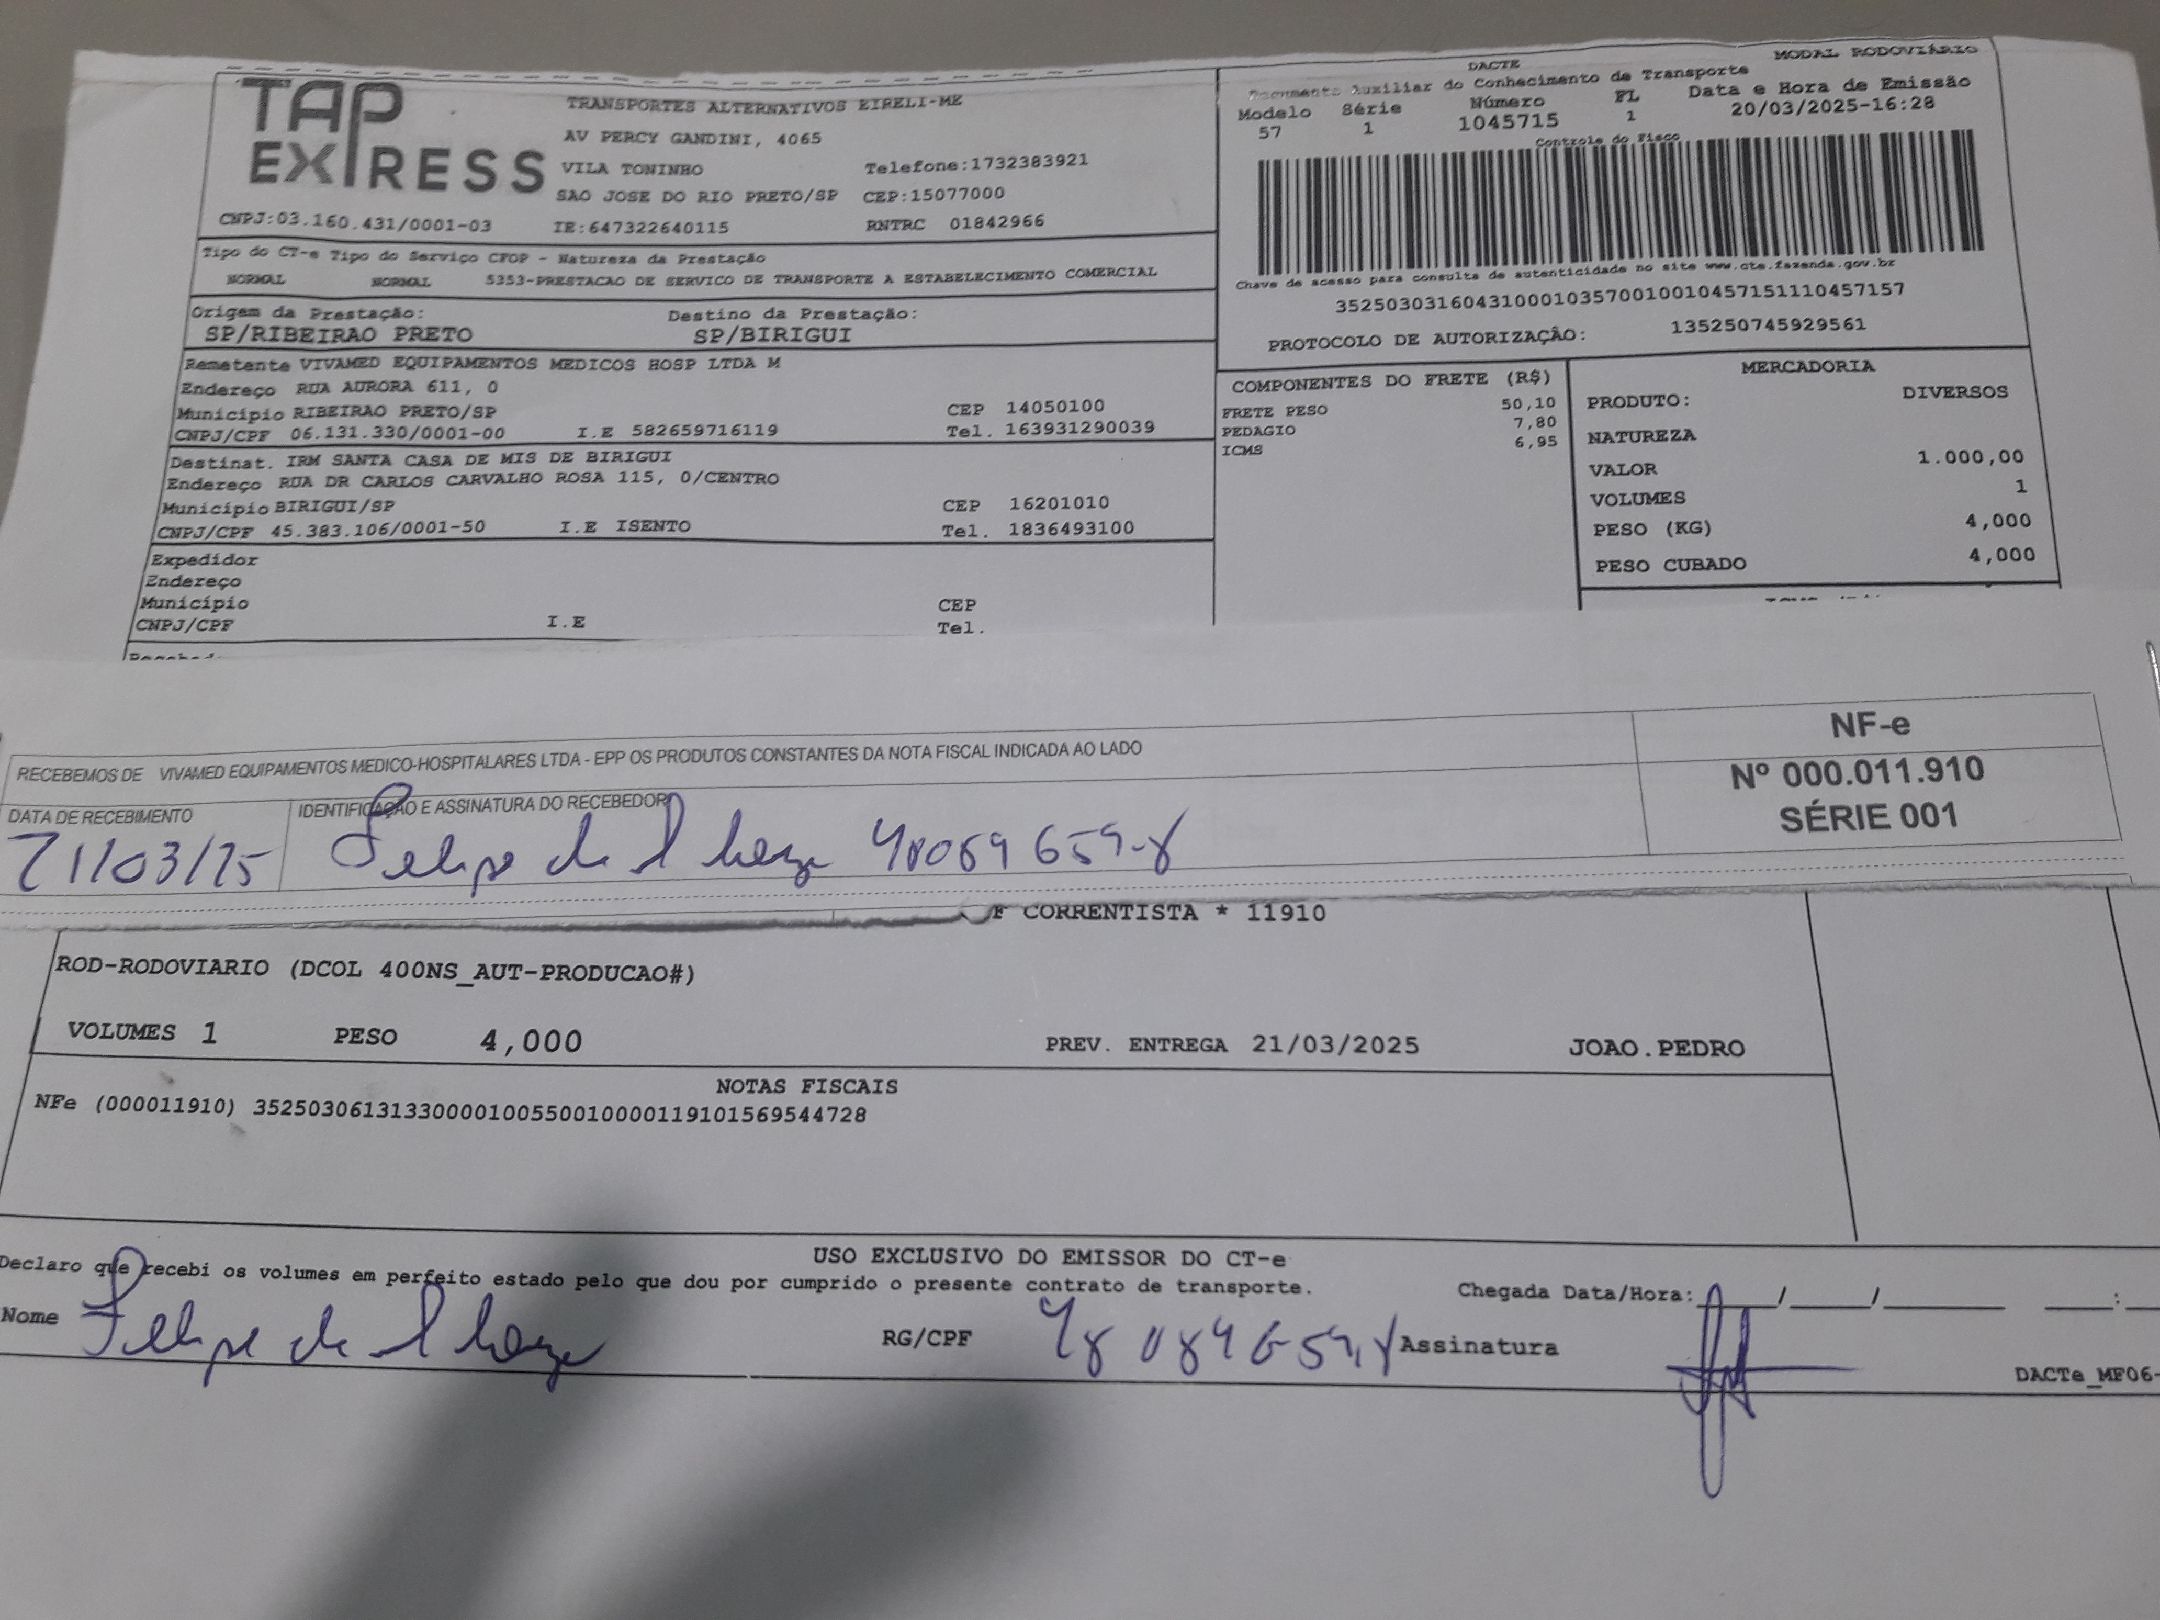 TAP EXPRESS
TRANSPORTES ALTERNATIVOS EIRELI-ME
AV PERCY GANDINI, 4065
VILA TONINHO Telefone:1732383921
SAO JOSE DO RIO PRETO/SP CEP:15077000
CNPJ:03.160.431/0001-03 IE:647322640115 RNTRC 01842966
DACTE MODAL RODOVIÁRIO
Documento Auxiliar do Conhecimento de Transporte
Modelo Série Número FL Data e Hora de Emissão
57 1 1045715 1 20/03/2025-16:28
Controle do Fisco
Chave de acesso para consulta de autenticidade no site www.cte.fazenda.gov.br
35250303160431000103570010010457151110457157
PROTOCOLO DE AUTORIZAÇÃO: 135250745929561
Tipo do CT-e Tipo do Serviço CFOP - Natureza da Prestação
NORMAL NORMAL 5353-PRESTACAO DE SERVICO DE TRANSPORTE A ESTABELECIMENTO COMERCIAL
Origem da Prestação: Destino da Prestação:
SP/RIBEIRAO PRETO SP/BIRIGUI
Remetente VIVAMED EQUIPAMENTOS MEDICOS HOSP LTDA M
Endereço RUA AURORA 611, 0
Município RIBEIRAO PRETO/SP CEP 14050100
CNPJ/CPF 06.131.330/0001-00 I.E 582659716119 Tel. 163931290039
Destinat. IRM SANTA CASA DE MIS DE BIRIGUI
Endereço RUA DR CARLOS CARVALHO ROSA 115, 0/CENTRO
Município BIRIGUI/SP CEP 16201010
CNPJ/CPF 45.383.106/0001-50 I.E ISENTO Tel. 1836493100
Expedidor
Endereço
Município CEP
CNPJ/CPF I.E Tel.
COMPONENTES DO FRETE (R$)
FRETE PESO 50,10
PEDAGIO 7,80
ICMS 6,95
MERCADORIA
PRODUTO: DIVERSOS
NATUREZA
VALOR 1.000,00
VOLUMES 1
PESO (KG) 4,000
PESO CUBADO 4,000
RECEBEMOS DE VIVAMED EQUIPAMENTOS MEDICO-HOSPITALARES LTDA - EPP OS PRODUTOS CONSTANTES DA NOTA FISCAL INDICADA AO LADO
NF-e
Nº 000.011.910
SÉRIE 001
DATA DE RECEBIMENTO IDENTIFICAÇÃO E ASSINATURA DO RECEBEDOR
21/03/25 Felipe de
CORRENTISTA * 11910
ROD-RODOVIARIO (DCOL 400NS_AUT-PRODUCAO#)
VOLUMES 1 PESO 4,000 PREV. ENTREGA 21/03/2025 JOAO.PEDRO
NOTAS FISCAIS
NFe (000011910) 35250306131330000100550010000119101569544728
USO EXCLUSIVO DO EMISSOR DO CT-e
Declaro que recebi os volumes em perfeito estado pelo que dou por cumprido o presente contrato de transporte.
Chegada Data/Hora: ___/___/___ ___:___
Nome Felipe de RG/CPF Assinatura
DACTe_MF06-